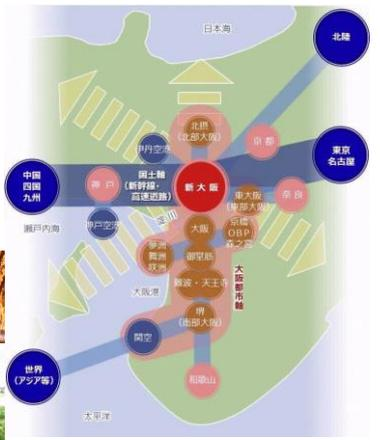 日本海
北陸
北摂
(北部大阪)
伊丹空港
京都
東京
名古屋
国土軸
(新幹線・
高速道路)
中国
四国
九州
神戸
新大阪
東大阪
(東部大阪)
奈良
淀川
瀬戸内海
神戸空港
大阪
京橋
OBP
森之宮
夢洲
舞洲
咲洲
御堂筋
大阪都市軸
大阪港
難波・天王寺
堺
(南部大阪)
関空
世界
(アジア等)
和歌山
太平洋